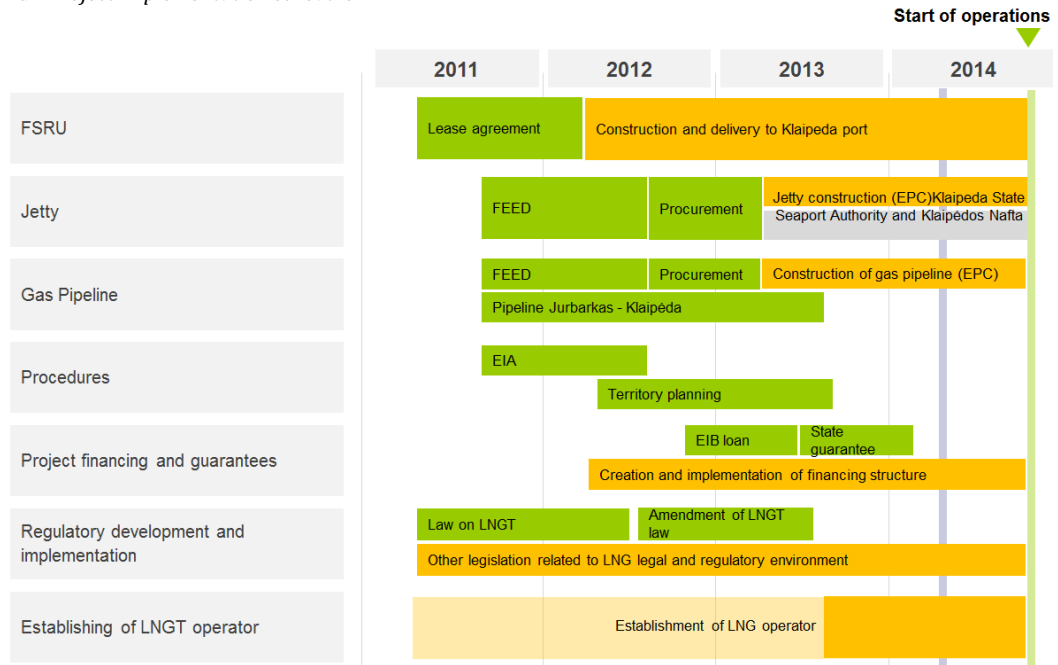 Start of operations
2011 2012 2013 2014
FSRU
Lease agreement
Construction and delivery to Klaipeda port
Jetty
FEED
Procurement
Jetty construction (EPC)Klaipeda State
Seaport Authority and Klaipėdos Nafta
Gas Pipeline
FEED
Procurement
Construction of gas pipeline (EPC)
Pipeline Jurbarkas - Klaipėda
Procedures
EIA
Territory planning
Project financing and guarantees
EIB loan
State
guarantee
Creation and implementation of financing structure
Regulatory development and
implementation
Law on LNGT
Amendment of LNGT
law
Other legislation related to LNG legal and regulatory environment
Establishing of LNGT operator
Establishment of LNG operator